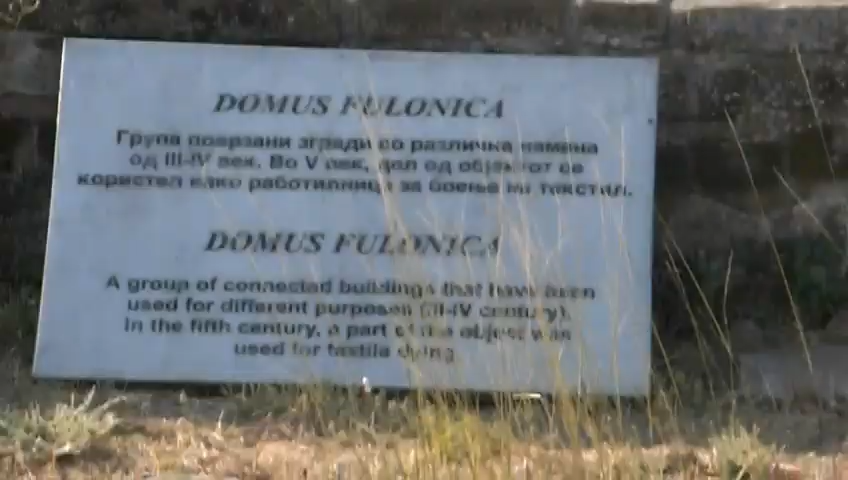 DOMUS FULONICA
Група поврзани згради со различна намена
од III-IV век. Во V век, дел од објектот се
користел како работилница за боење на текстил.
DOMUS FULONICA
A group of connected buildings that have been
used for different purposes (III-IV century).
In the fifth century, a part of the object was
used for textile dying.